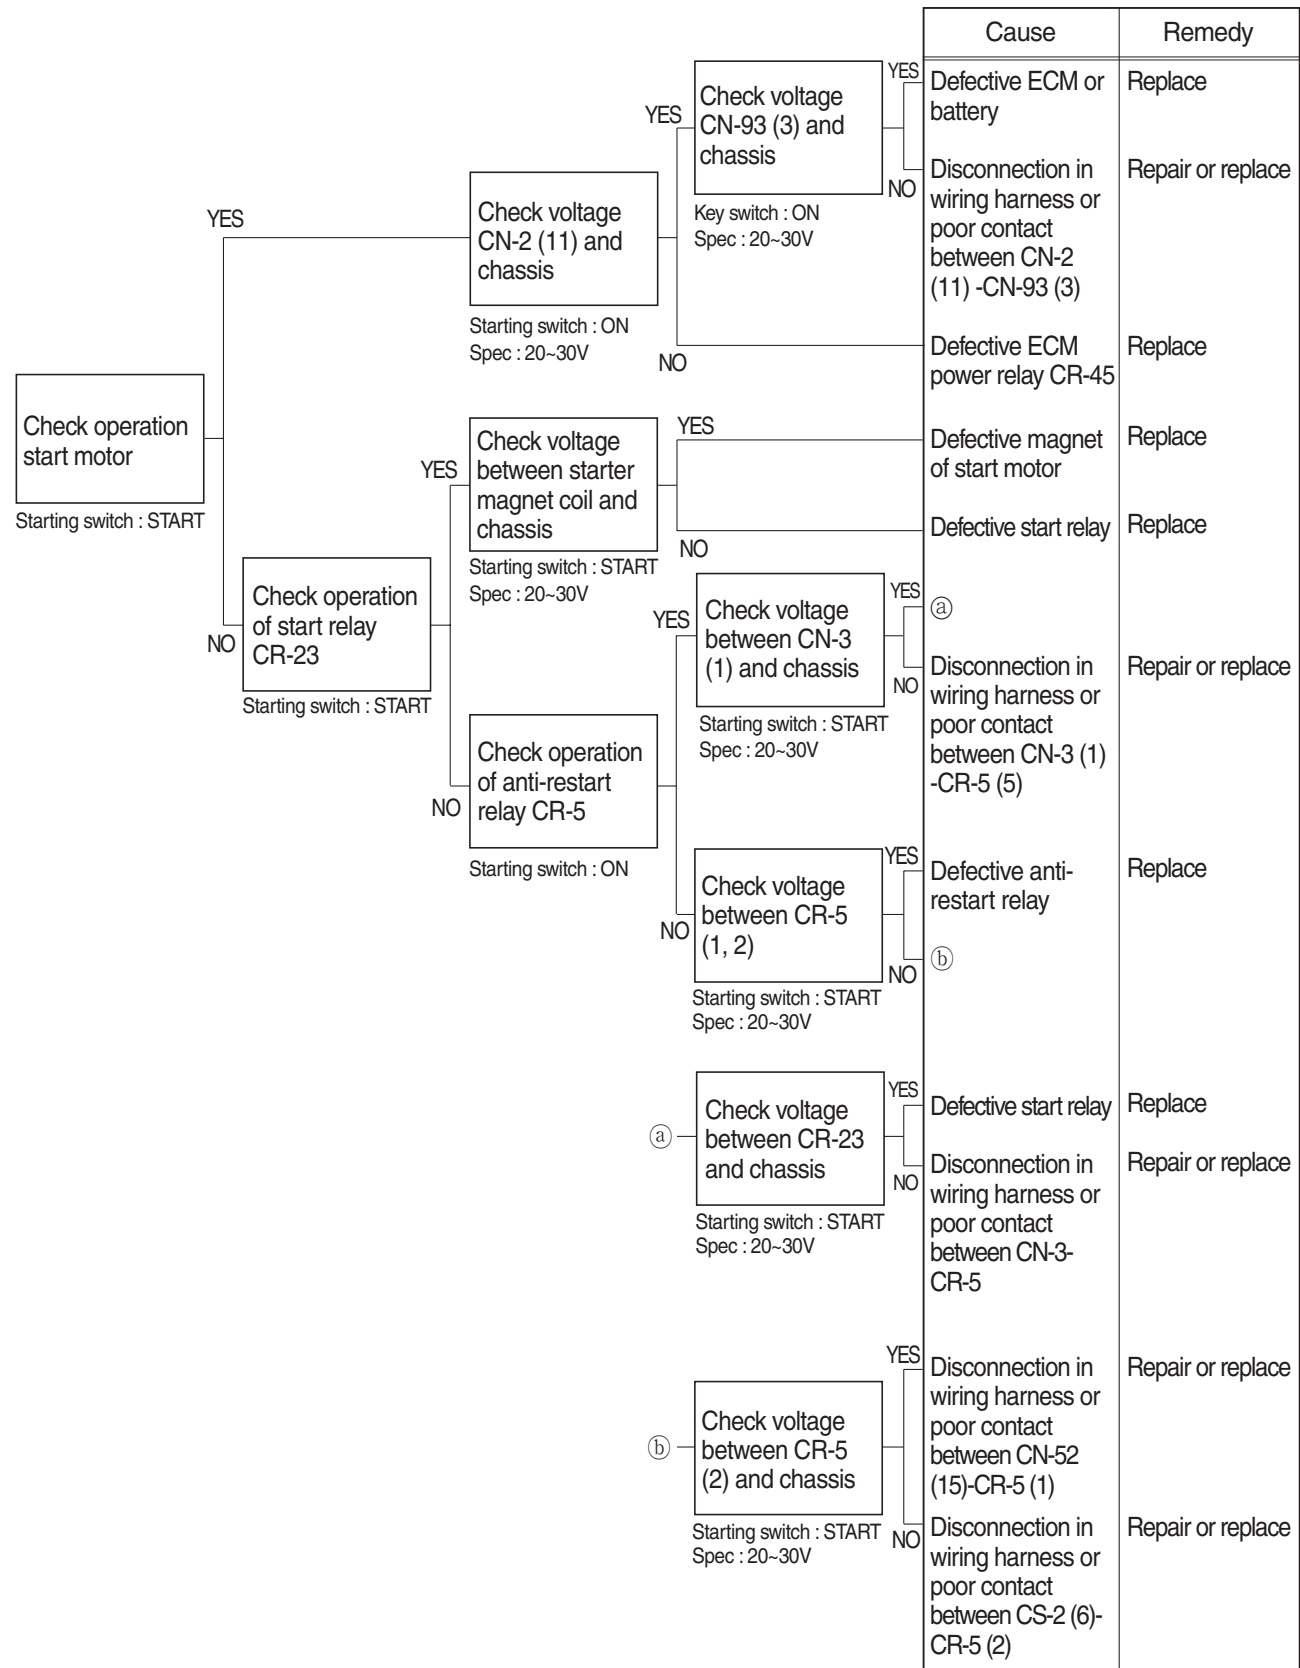 Cause
Remedy
YES
Check voltage
CN-93 (3) and
chassis
Key switch : ON
Spec : 20~30V
YES
Defective ECM or
battery
Replace
NO
Disconnection in
wiring harness or
poor contact
between CN-2
(11) -CN-93 (3)
Repair or replace
YES
Check voltage
CN-2 (11) and
chassis
Starting switch : ON
Spec : 20~30V
NO
Defective ECM
power relay CR-45
Replace
Check operation
start motor
Starting switch : START
YES
Check voltage
between starter
magnet coil and
chassis
Starting switch : START
Spec : 20~30V
YES
Defective magnet
of start motor
Replace
NO
Defective start relay
Replace
NO
Check operation
of start relay
CR-23
Starting switch : START
YES
Check voltage
between CN-3
(1) and chassis
Starting switch : START
Spec : 20~30V
YES
ⓐ
NO
Disconnection in
wiring harness or
poor contact
between CN-3 (1)
-CR-5 (5)
Repair or replace
NO
Check operation
of anti-restart
relay CR-5
Starting switch : ON
NO
Check voltage
between CR-5
(1, 2)
Starting switch : START
Spec : 20~30V
YES
Defective anti-
restart relay
Replace
NO
ⓑ
ⓐ
Check voltage
between CR-23
and chassis
Starting switch : START
Spec : 20~30V
YES
Defective start relay
Replace
NO
Disconnection in
wiring harness or
poor contact
between CN-3-
CR-5
Repair or replace
ⓑ
Check voltage
between CR-5
(2) and chassis
Starting switch : START
Spec : 20~30V
YES
Disconnection in
wiring harness or
poor contact
between CN-52
(15)-CR-5 (1)
Repair or replace
NO
Disconnection in
wiring harness or
poor contact
between CS-2 (6)-
CR-5 (2)
Repair or replace